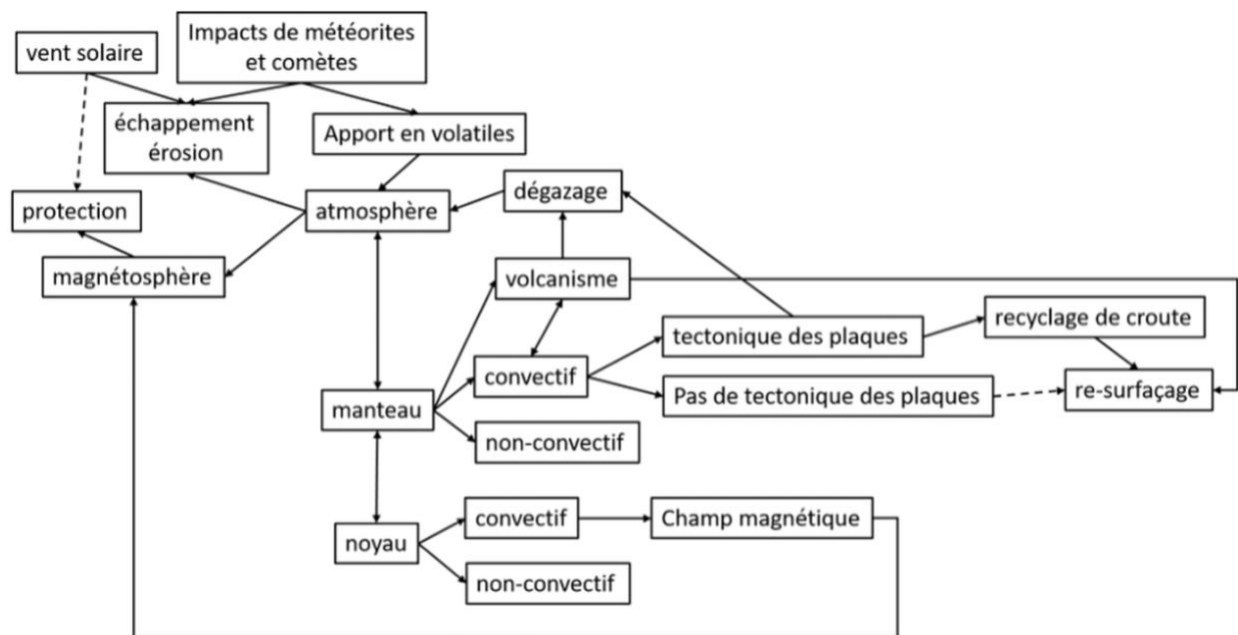 Impacts de météorites
et comètes
vent solaire
échappement
érosion
Apport en volatiles
dégazage
protection
atmosphère
magnétosphère
volcanisme
recyclage de croute
tectonique des plaques
convectif
Pas de tectonique des plaques
re-surfaçage
manteau
non-convectif
convectif
Champ magnétique
noyau
non-convectif